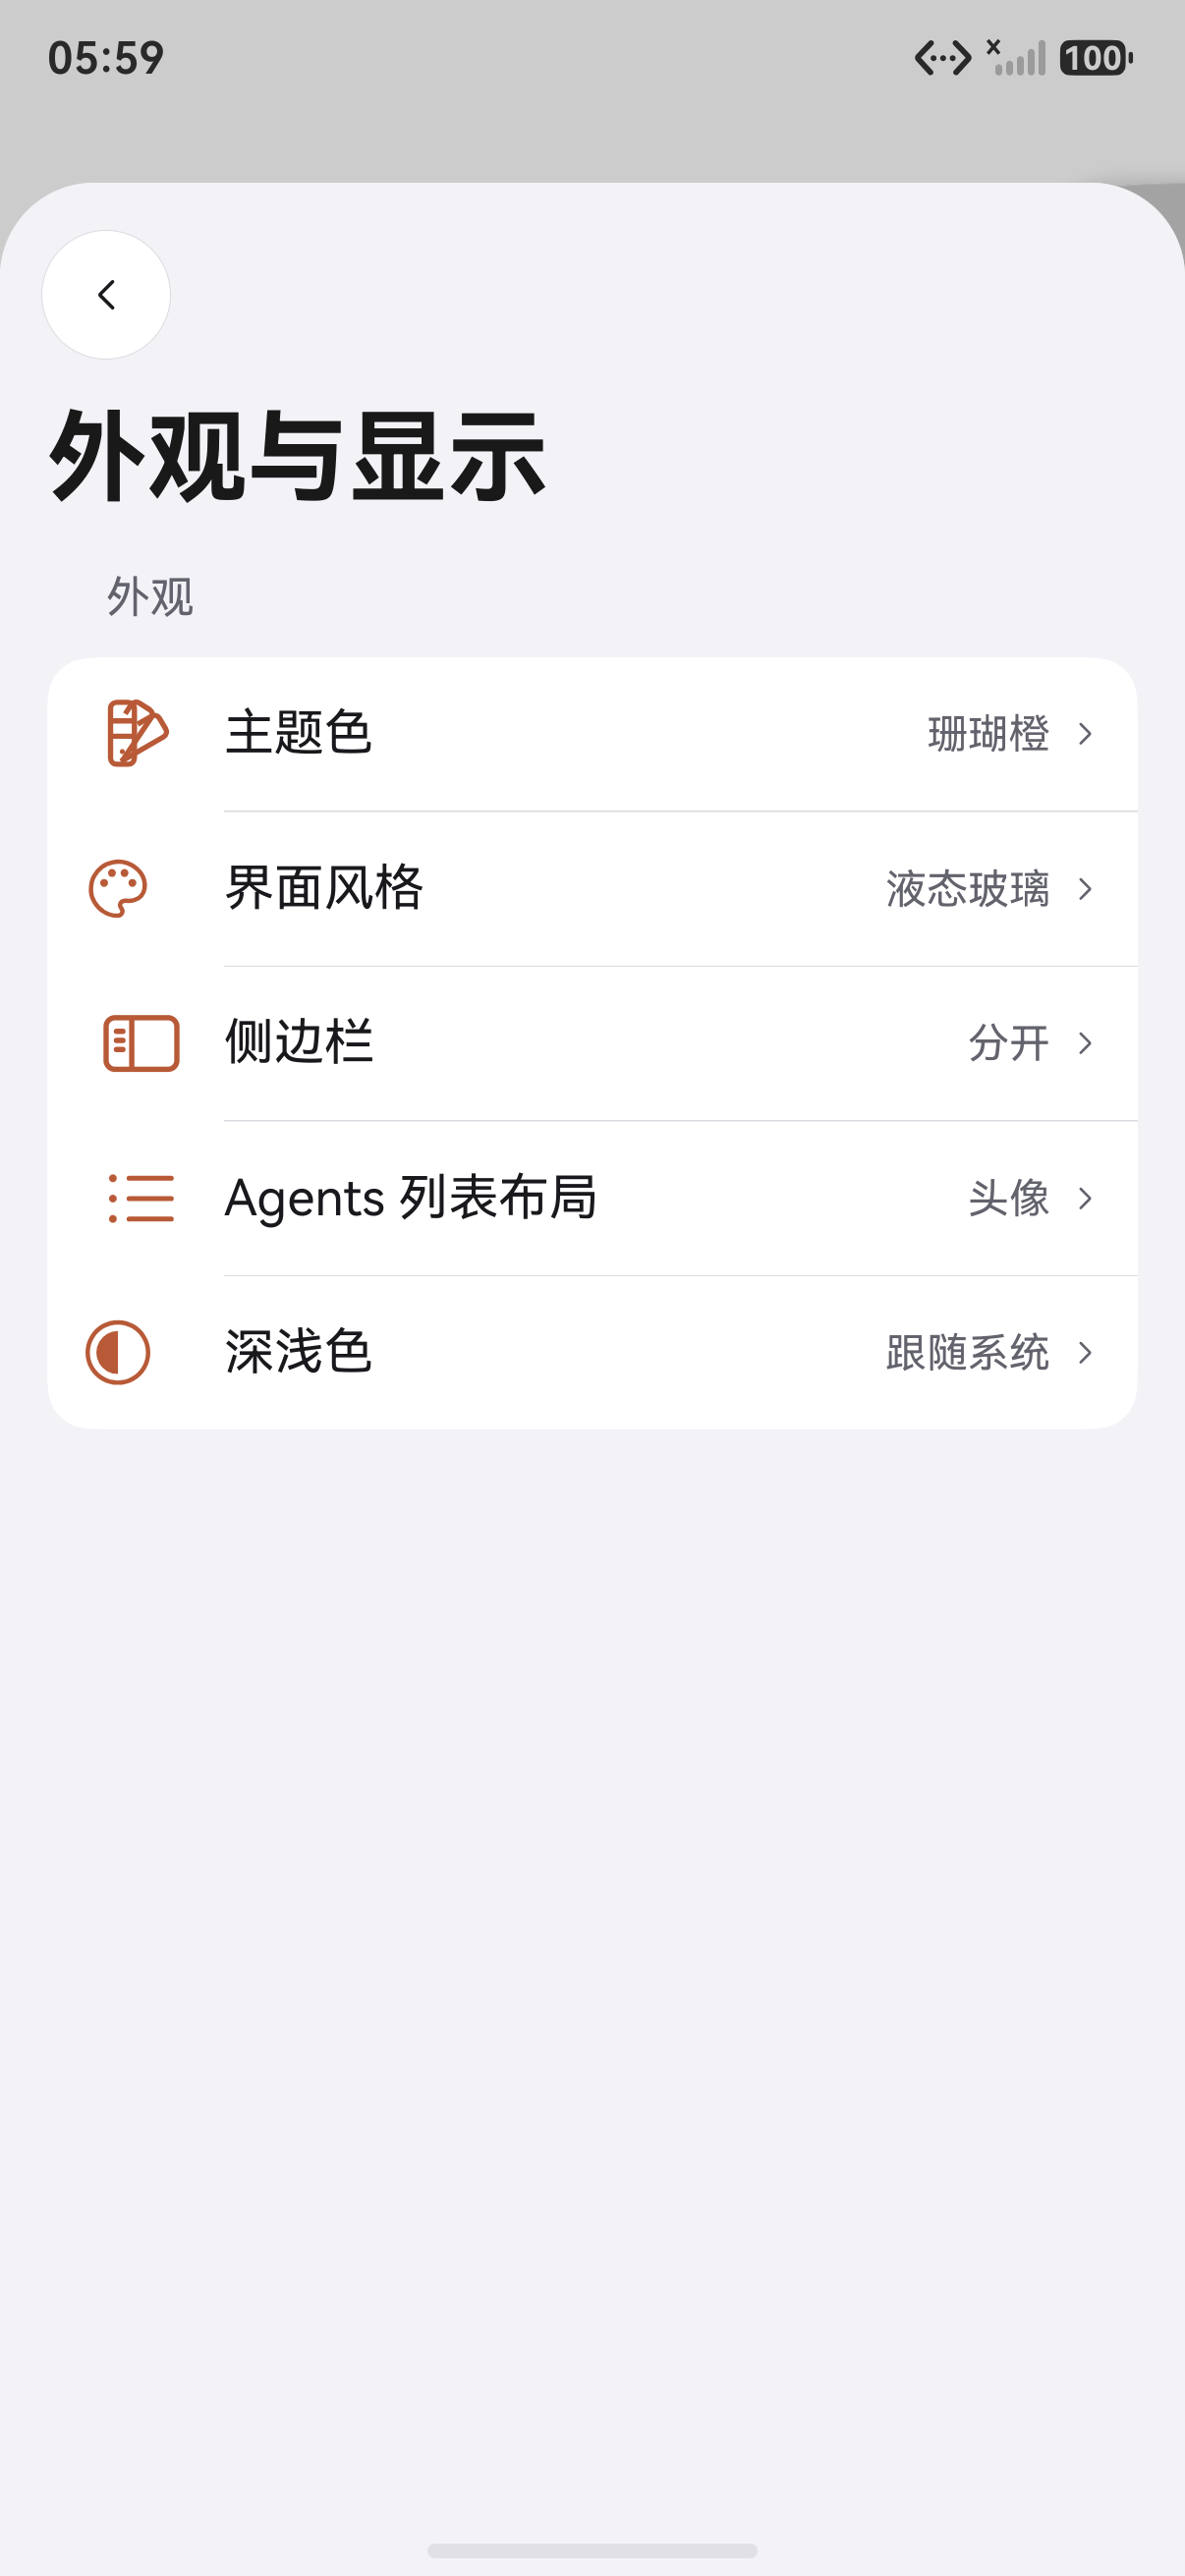 05:59
100
外观与显示
外观
主题色 珊瑚橙
界面风格 液态玻璃
侧边栏 分开
Agents 列表布局 头像
深浅色 跟随系统